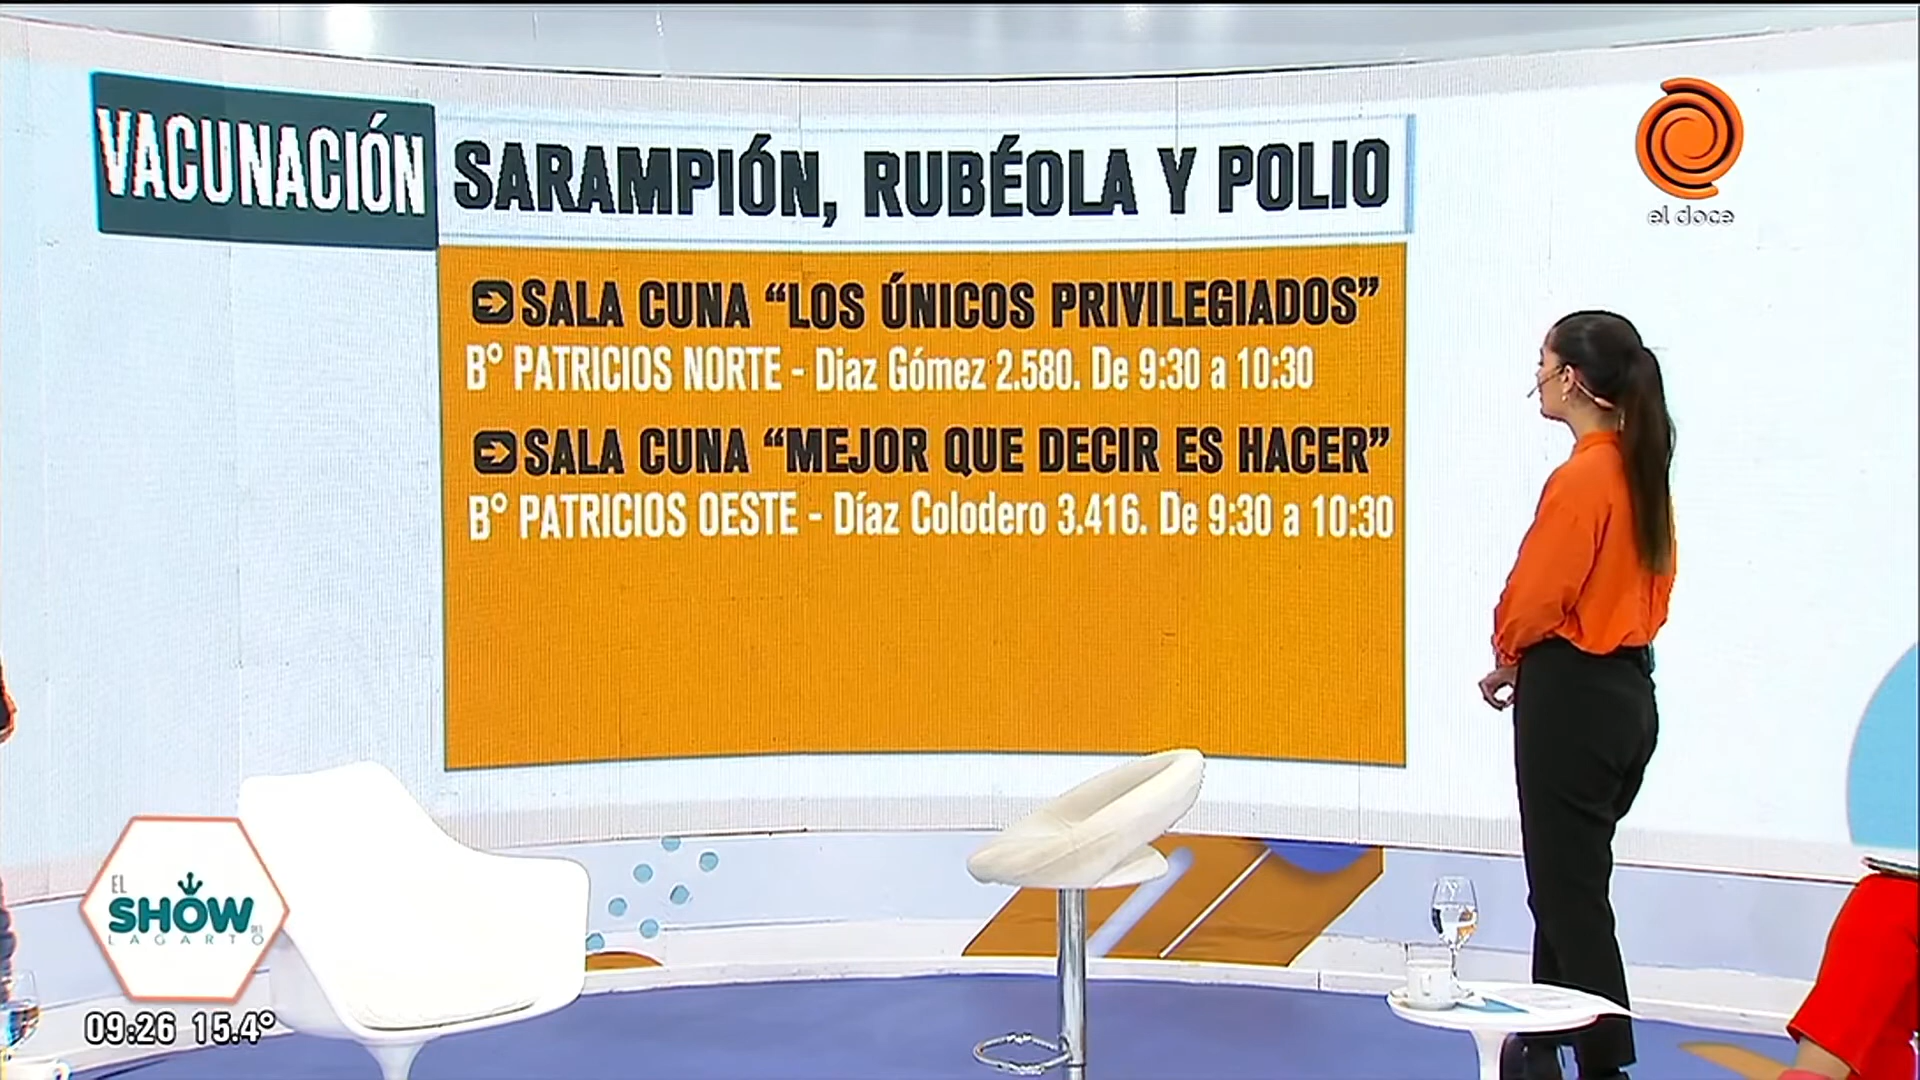 VACUNACIÓN
SARAMPIÓN, RUBÉOLA Y POLIO
el doce
SALA CUNA “LOS ÚNICOS PRIVILEGIADOS”
B° PATRICIOS NORTE - Diaz Gómez 2.580. De 9:30 a 10:30
SALA CUNA “MEJOR QUE DECIR ES HACER”
B° PATRICIOS OESTE - Díaz Colodero 3.416. De 9:30 a 10:30
EL
SHOW
DEL
LAGARTO
09:26 15.4°